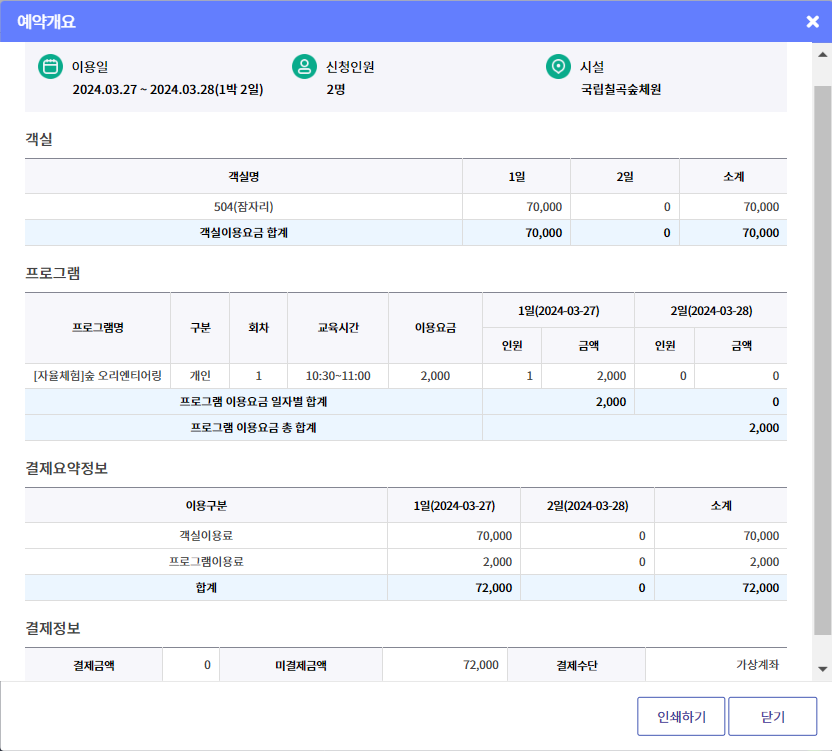 예약개요
이용일 신청인원 시설
2024.03.27 ~ 2024.03.28(1박 2일) 2명 국립칠곡숲체원
객실
객실명 1일 2일 소계
504(잠자리) 70,000 0 70,000
객실이용요금 합계 70,000 0 70,000
프로그램
프로그램명 구분 회차 교육시간 이용요금 1일(2024-03-27) 2일(2024-03-28)
인원 금액 인원 금액
[자율체험]숲 오리엔티어링 개인 1 10:30~11:00 2,000 1 2,000 0 0
프로그램 이용요금 일자별 합계 2,000 0
프로그램 이용요금 총 합계 2,000
결제요약정보
이용구분 1일(2024-03-27) 2일(2024-03-28) 소계
객실이용료 70,000 0 70,000
프로그램이용료 2,000 0 2,000
합계 72,000 0 72,000
결제정보
결제금액 0 미결제금액 72,000 결제수단 가상계좌
인쇄하기 닫기